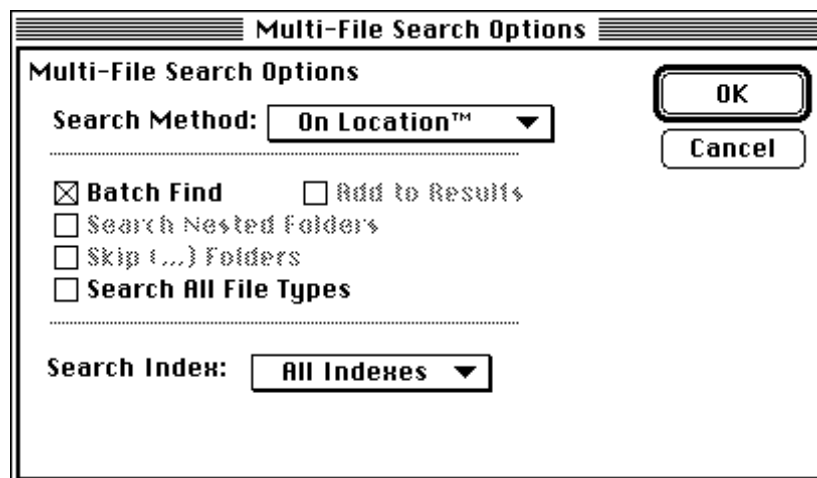 Multi-File Search Options
Multi-File Search Options
OK
Search Method: On Location™
Cancel
Batch Find Add to Results
Search Nested Folders
Skip (...) Folders
Search All File Types
Search Index: All Indexes